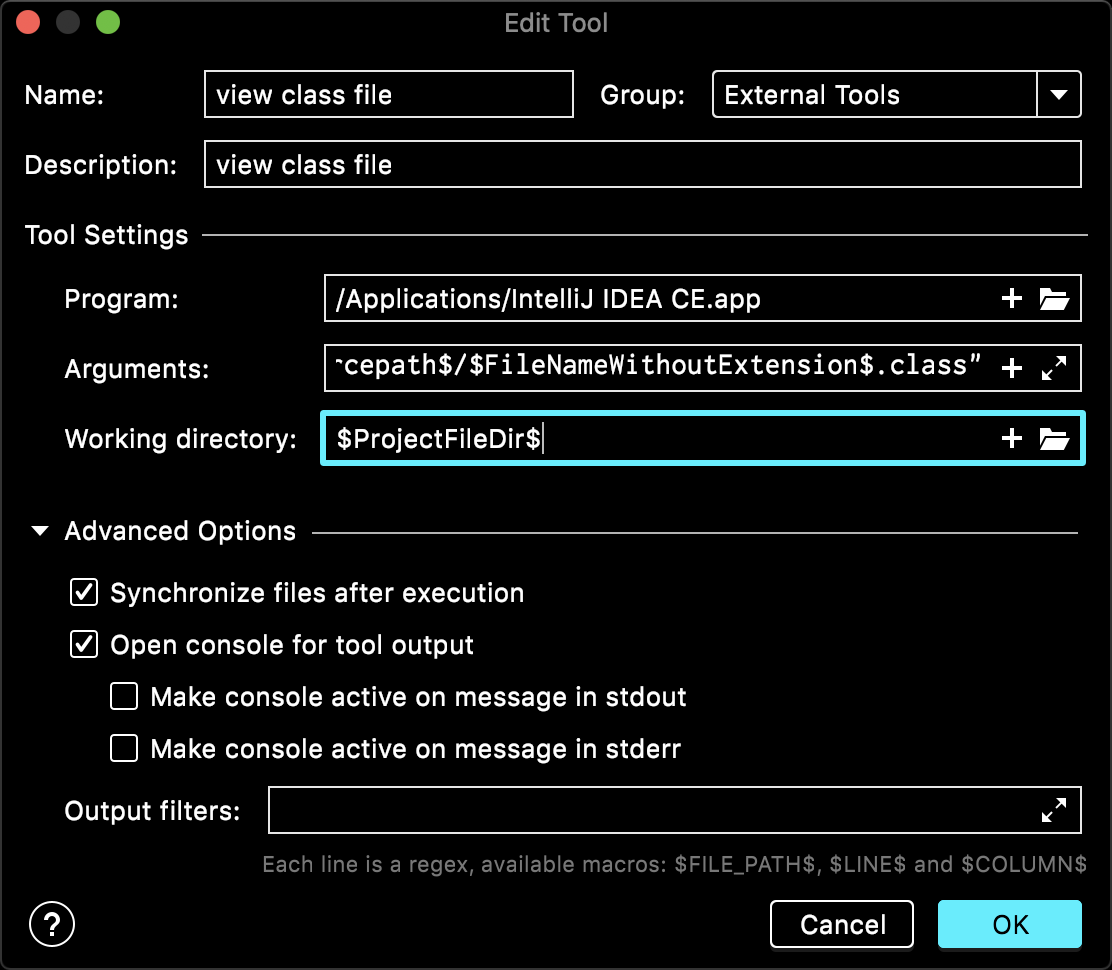 Edit Tool
Name: view class file Group: External Tools
Description: view class file
Tool Settings
Program: /Applications/IntelliJ IDEA CE.app
Arguments: rcepath$/$FileNameWithoutExtension$.class”
Working directory: $ProjectFileDir$
Advanced Options
Synchronize files after execution
Open console for tool output
Make console active on message in stdout
Make console active on message in stderr
Output filters:
Each line is a regex, available macros: $FILE_PATH$, $LINE$ and $COLUMN$
? Cancel OK